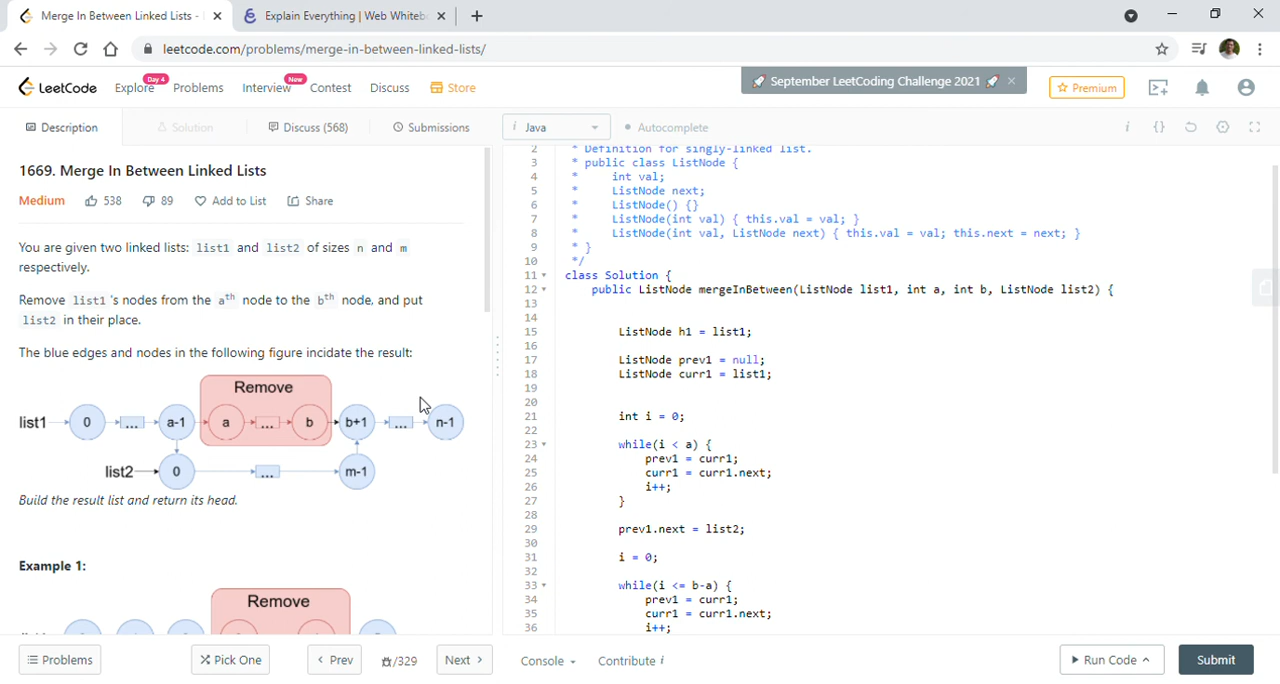 Merge In Between Linked Lists -
Explain Everything | Web Whiteb
leetcode.com/problems/merge-in-between-linked-lists/
LeetCode Explore Day 4 Problems Interview New Contest Discuss Store
🚀 September LeetCoding Challenge 2021 🚀 ×
Premium
Description Solution Discuss (568) Submissions
i Java Autocomplete
1669. Merge In Between Linked Lists
Medium 538 89 Add to List Share
You are given two linked lists: list1 and list2 of sizes n and m
respectively.
Remove list1 's nodes from the ath node to the bth node, and put
list2 in their place.
The blue edges and nodes in the following figure incidate the result:
Remove
list1 0 ... a-1 a ... b b+1 ... n-1
list2 0 ... m-1
Build the result list and return its head.
Example 1:
Remove
2 * Definition for singly-linked list.
3 * public class ListNode {
4 * int val;
5 * ListNode next;
6 * ListNode() {}
7 * ListNode(int val) { this.val = val; }
8 * ListNode(int val, ListNode next) { this.val = val; this.next = next; }
9 * }
10 */
11 class Solution {
12 public ListNode mergeInBetween(ListNode list1, int a, int b, ListNode list2) {
13
14
15 ListNode h1 = list1;
16
17 ListNode prev1 = null;
18 ListNode curr1 = list1;
19
20
21 int i = 0;
22
23 while(i < a) {
24 prev1 = curr1;
25 curr1 = curr1.next;
26 i++;
27 }
28
29 prev1.next = list2;
30
31 i = 0;
32
33 while(i <= b-a) {
34 prev1 = curr1;
35 curr1 = curr1.next;
36 i++;
Problems Pick One Prev /329 Next Console Contribute i Run Code Submit